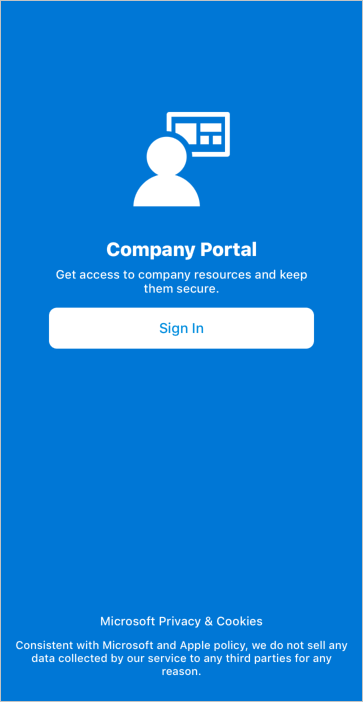 Company Portal
Get access to company resources and keep
them secure.
Sign In
Microsoft Privacy & Cookies
Consistent with Microsoft and Apple policy, we do not sell any
data collected by our service to any third parties for any
reason.